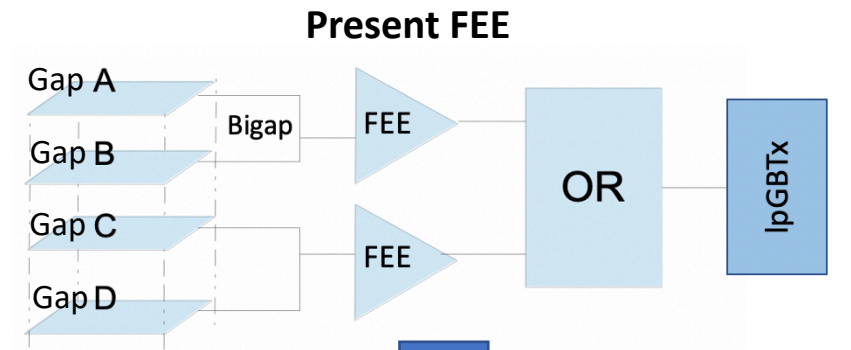 Present FEE
Gap A
Bigap
FEE
Gap B
OR
lpGBTx
Gap C
FEE
Gap D